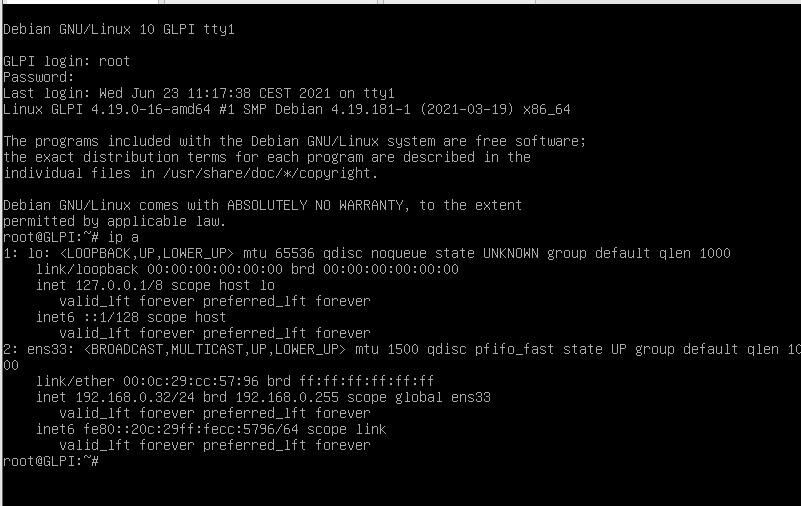 Debian GNU/Linux 10 GLPI tty1
GLPI login: root
Password:
Last login: Wed Jun 23 11:17:38 CEST 2021 on tty1
Linux GLPI 4.19.0-16-amd64 #1 SMP Debian 4.19.181-1 (2021-03-19) x86_64
The programs included with the Debian GNU/Linux system are free software;
the exact distribution terms for each program are described in the
individual files in /usr/share/doc/*/copyright.
Debian GNU/Linux comes with ABSOLUTELY NO WARRANTY, to the extent
permitted by applicable law.
root@GLPI:~# ip a
1: lo: <LOOPBACK,UP,LOWER_UP> mtu 65536 qdisc noqueue state UNKNOWN group default qlen 1000
    link/loopback 00:00:00:00:00:00 brd 00:00:00:00:00:00
    inet 127.0.0.1/8 scope host lo
       valid_lft forever preferred_lft forever
    inet6 ::1/128 scope host
       valid_lft forever preferred_lft forever
2: ens33: <BROADCAST,MULTICAST,UP,LOWER_UP> mtu 1500 qdisc pfifo_fast state UP group default qlen 10
00
    link/ether 00:0c:29:cc:57:96 brd ff:ff:ff:ff:ff:ff
    inet 192.168.0.32/24 brd 192.168.0.255 scope global ens33
       valid_lft forever preferred_lft forever
    inet6 fe80::20c:29ff:fecc:5796/64 scope link
       valid_lft forever preferred_lft forever
root@GLPI:~#